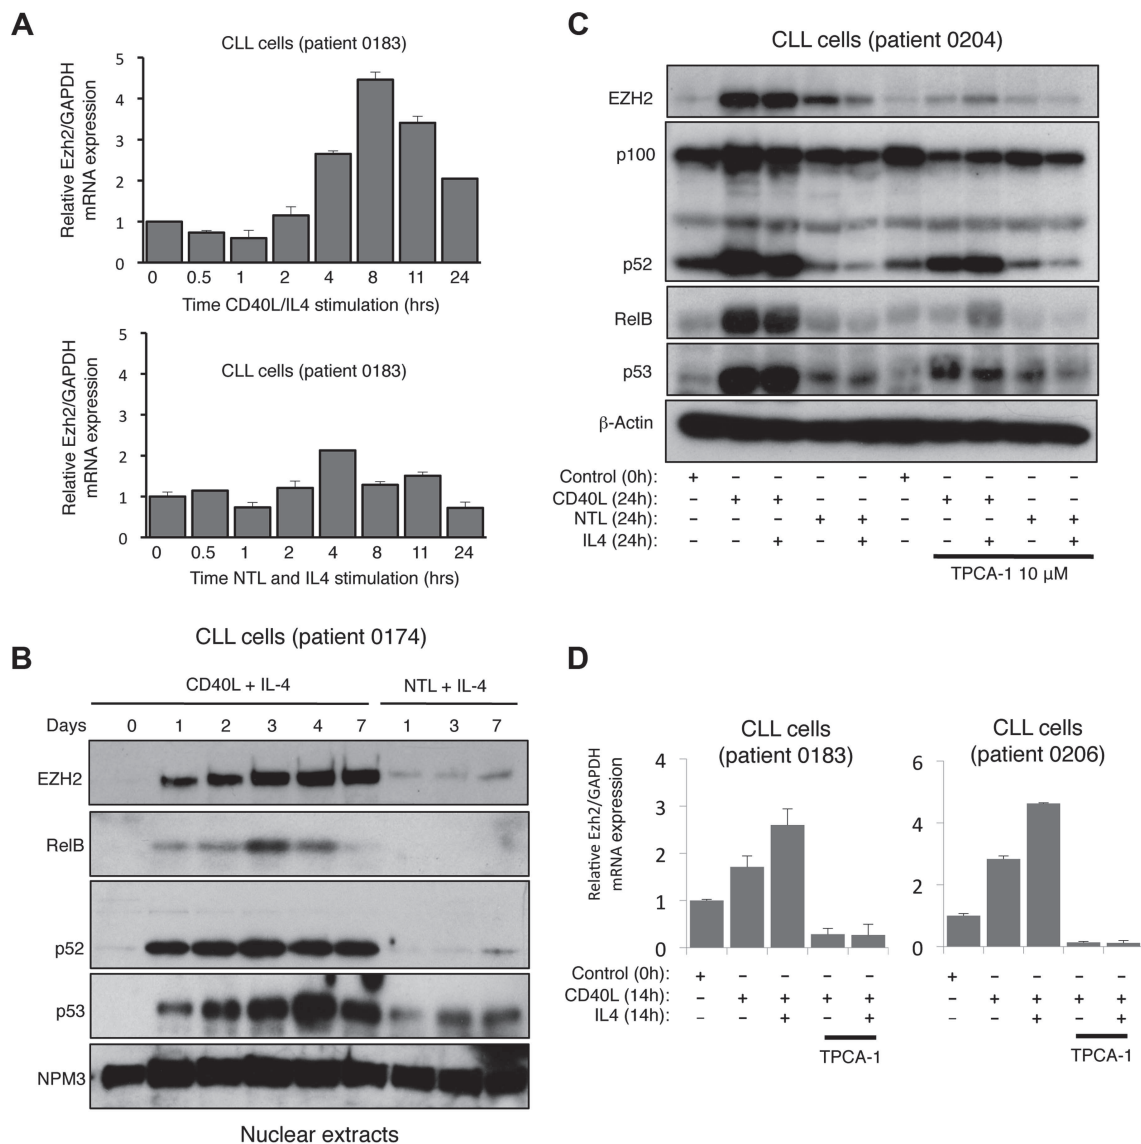 A
CLL cells (patient 0183)
Relative Ezh2/GAPDH
mRNA expression
5
4
3
2
1
0
0 0.5 1 2 4 8 11 24
Time CD40L/IL4 stimulation (hrs)
CLL cells (patient 0183)
Relative Ezh2/GAPDH
mRNA expression
5
4
3
2
1
0
0 0.5 1 2 4 8 11 24
Time NTL and IL4 stimulation (hrs)
B
CLL cells (patient 0174)
CD40L + IL-4 NTL + IL-4
Days 0 1 2 3 4 7 1 3 7
EZH2
RelB
p52
p53
NPM3
Nuclear extracts
C
CLL cells (patient 0204)
EZH2
p100
p52
RelB
p53
β-Actin
Control (0h): + – – – – + – – – –
CD40L (24h): – + + – – – + + – –
NTL (24h): – – – + + – – – + +
IL4 (24h): – – + – + – – + – +
TPCA-1 10 µM
D
CLL cells
(patient 0183)
Relative Ezh2/GAPDH
mRNA expression
4
3
2
1
0
Control (0h): + – – – –
CD40L (14h): – + + + +
IL4 (14h): – – + – +
TPCA-1
CLL cells
(patient 0206)
6
4
2
0
+ – – – –
– + + + +
– – + – +
TPCA-1